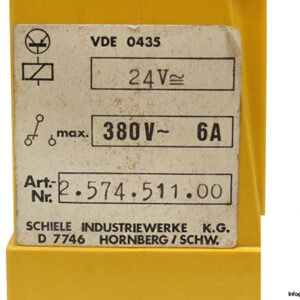 VDE 0435
24V≂
max. 380V~ 6A
Art.-
Nr. 2.574.511.00
SCHIELE INDUSTRIEWERKE K.G.
D 7746 HORNBERG/SCHW.